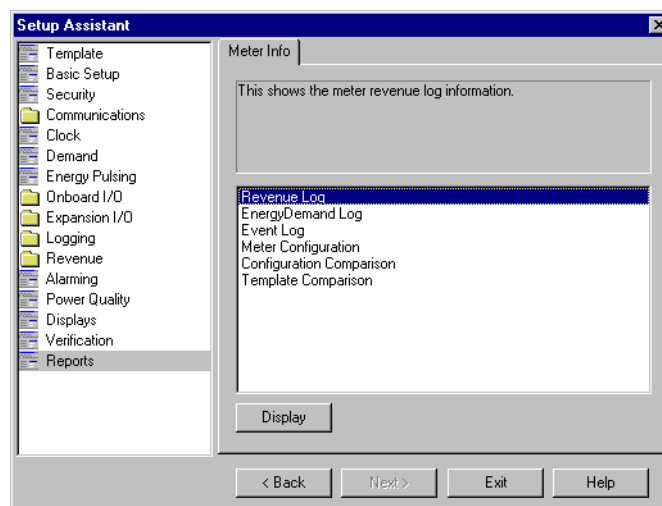 Setup Assistant
Template
Basic Setup
Security
Communications
Clock
Demand
Energy Pulsing
Onboard I/O
Expansion I/O
Logging
Revenue
Alarming
Power Quality
Displays
Verification
Reports
Meter Info
This shows the meter revenue log information.
Revenue Log
EnergyDemand Log
Event Log
Meter Configuration
Configuration Comparison
Template Comparison
Display
< Back
Next >
Exit
Help